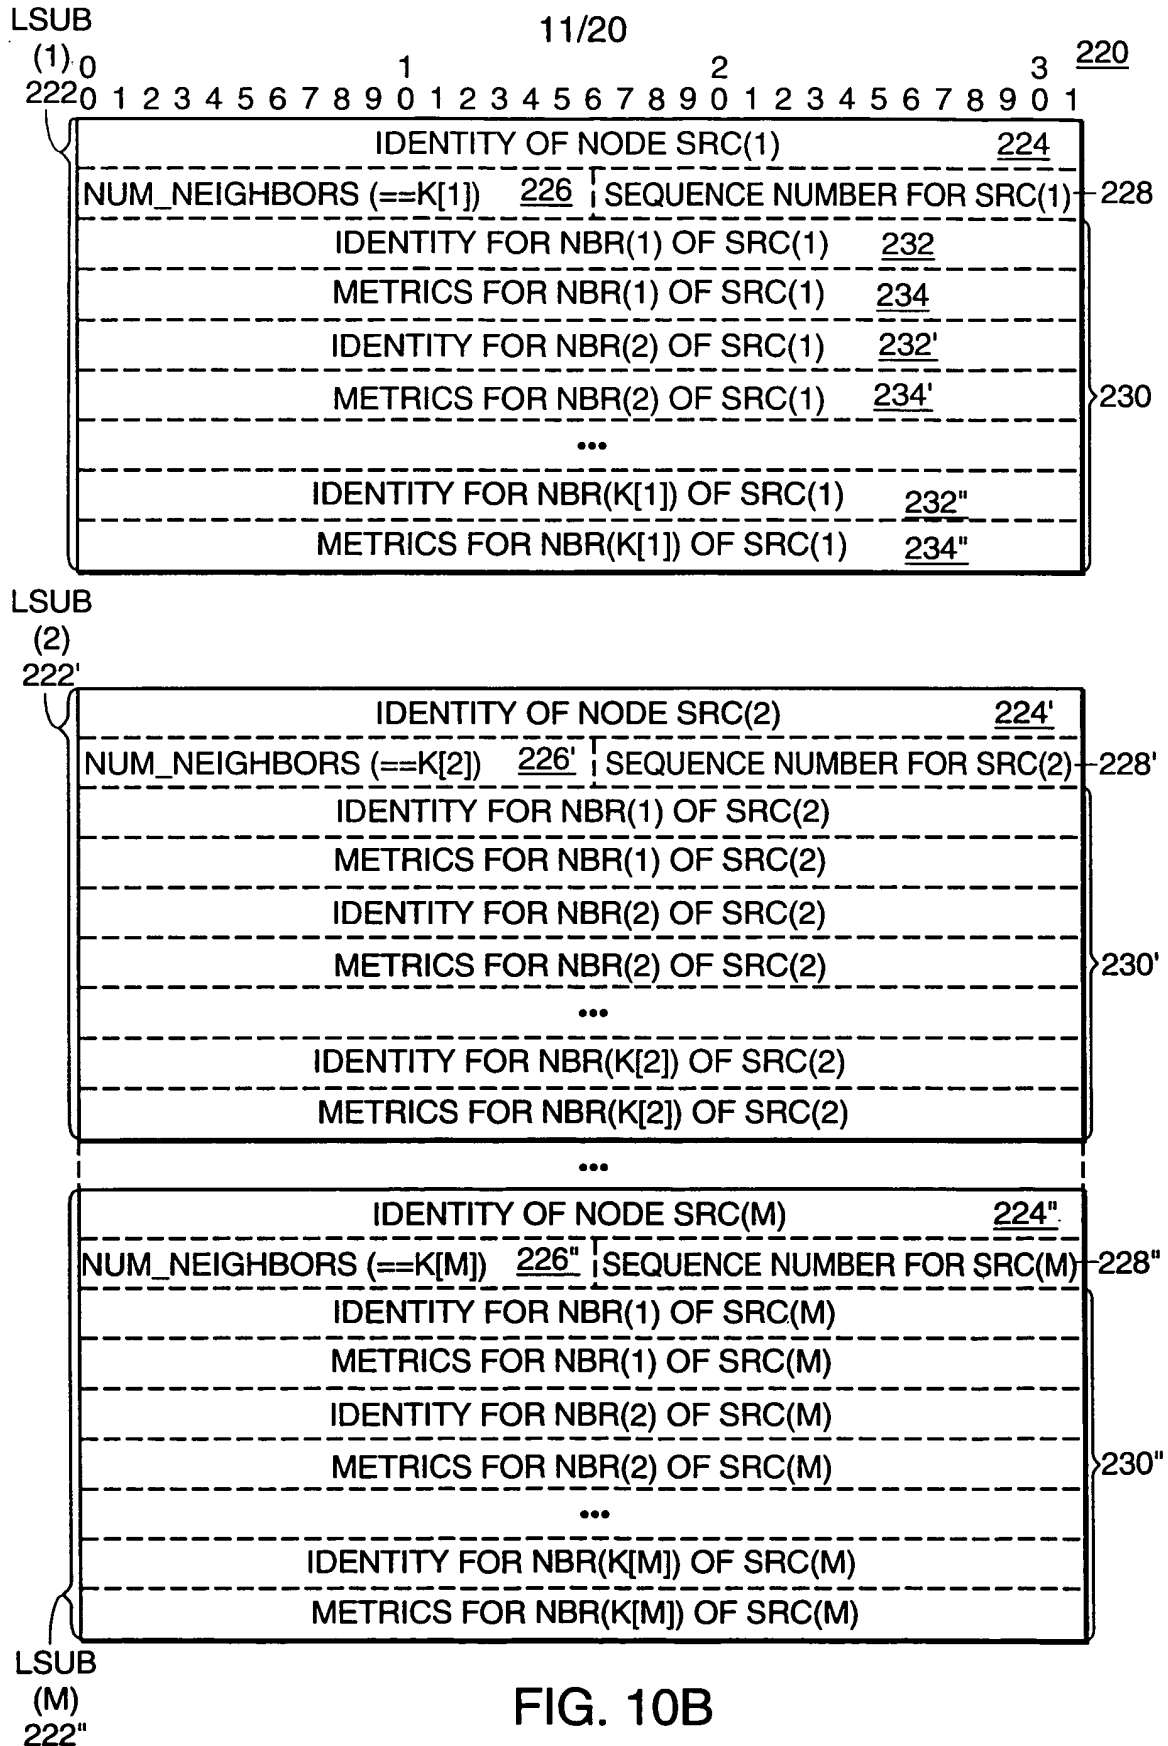 LSUB
11/20
(1) 0 1 2 3 220
222 0 1 2 3 4 5 6 7 8 9 0 1 2 3 4 5 6 7 8 9 0 1 2 3 4 5 6 7 8 9 0 1
IDENTITY OF NODE SRC(1) 224
NUM_NEIGHBORS (==K[1]) 226 SEQUENCE NUMBER FOR SRC(1) 228
IDENTITY FOR NBR(1) OF SRC(1) 232
METRICS FOR NBR(1) OF SRC(1) 234
IDENTITY FOR NBR(2) OF SRC(1) 232'
METRICS FOR NBR(2) OF SRC(1) 234' 230
•••
IDENTITY FOR NBR(K[1]) OF SRC(1) 232"
METRICS FOR NBR(K[1]) OF SRC(1) 234"
LSUB
(2)
222'
IDENTITY OF NODE SRC(2) 224'
NUM_NEIGHBORS (==K[2]) 226' SEQUENCE NUMBER FOR SRC(2) 228'
IDENTITY FOR NBR(1) OF SRC(2)
METRICS FOR NBR(1) OF SRC(2)
IDENTITY FOR NBR(2) OF SRC(2)
METRICS FOR NBR(2) OF SRC(2) 230'
•••
IDENTITY FOR NBR(K[2]) OF SRC(2)
METRICS FOR NBR(K[2]) OF SRC(2)
•••
IDENTITY OF NODE SRC(M) 224"
NUM_NEIGHBORS (==K[M]) 226" SEQUENCE NUMBER FOR SRC(M) 228"
IDENTITY FOR NBR(1) OF SRC(M)
METRICS FOR NBR(1) OF SRC(M)
IDENTITY FOR NBR(2) OF SRC(M)
METRICS FOR NBR(2) OF SRC(M) 230"
•••
IDENTITY FOR NBR(K[M]) OF SRC(M)
METRICS FOR NBR(K[M]) OF SRC(M)
LSUB
(M)
222"
FIG. 10B